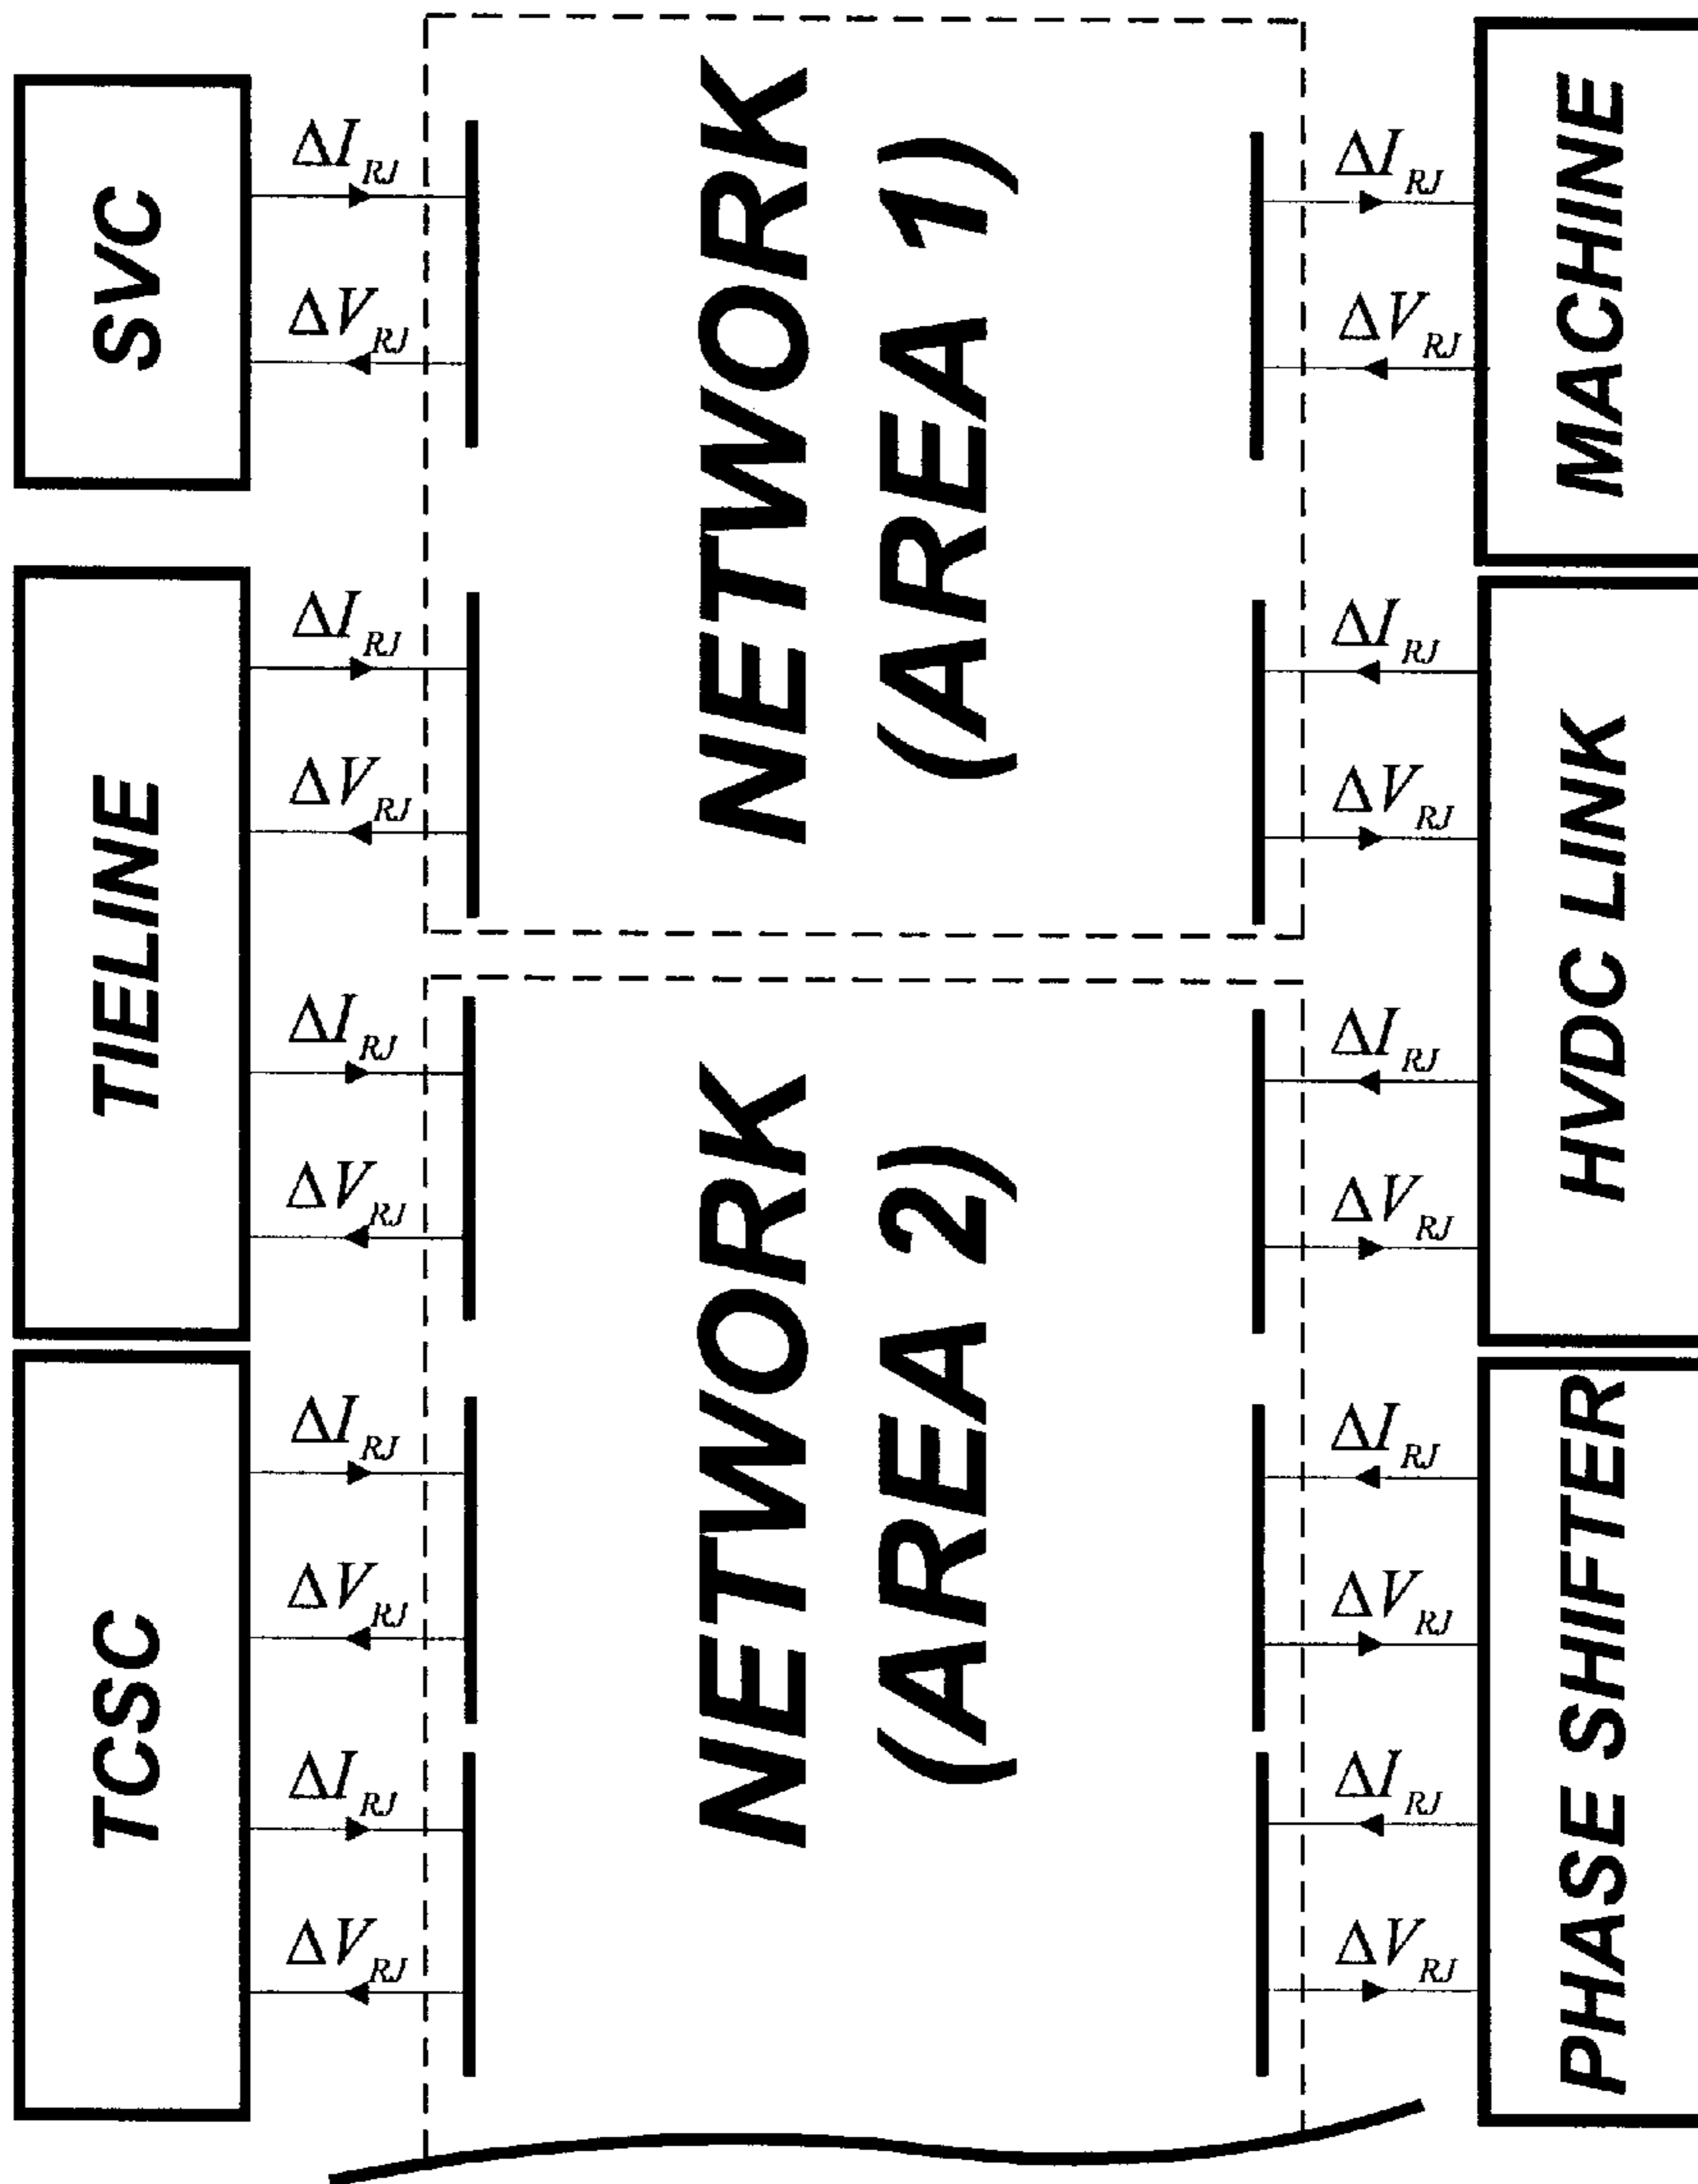 SVC
TIELINE
TCSC
ΔI_RJ
ΔV_RJ
ΔI_RJ
ΔV_RJ
ΔI_RJ
ΔV_RJ
ΔI_RJ
ΔV_RJ
ΔI_RJ
ΔV_RJ
NETWORK
(AREA 1)
NETWORK
(AREA 2)
ΔI_RJ
ΔV_RJ
ΔI_RJ
ΔV_RJ
ΔI_RJ
ΔV_RJ
ΔI_RJ
ΔV_RJ
ΔI_RJ
ΔV_RJ
MACHINE
HVDC LINK
PHASE SHIFTER